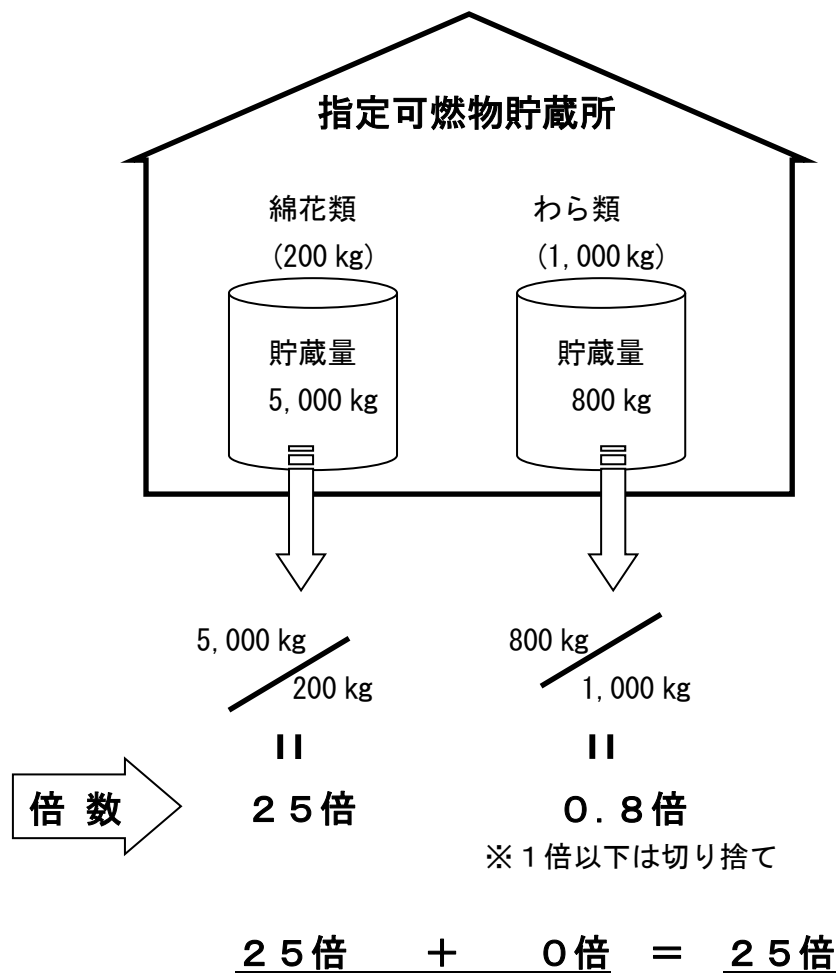 指定可燃物貯蔵所
綿花類 わら類
(200 kg) (1,000 kg)
貯蔵量 貯蔵量
5,000 kg 800 kg
5,000 kg 800 kg
200 kg 1,000 kg
= =
倍数 25倍 0.8倍
※1倍以下は切り捨て
25倍 + 0倍 = 25倍